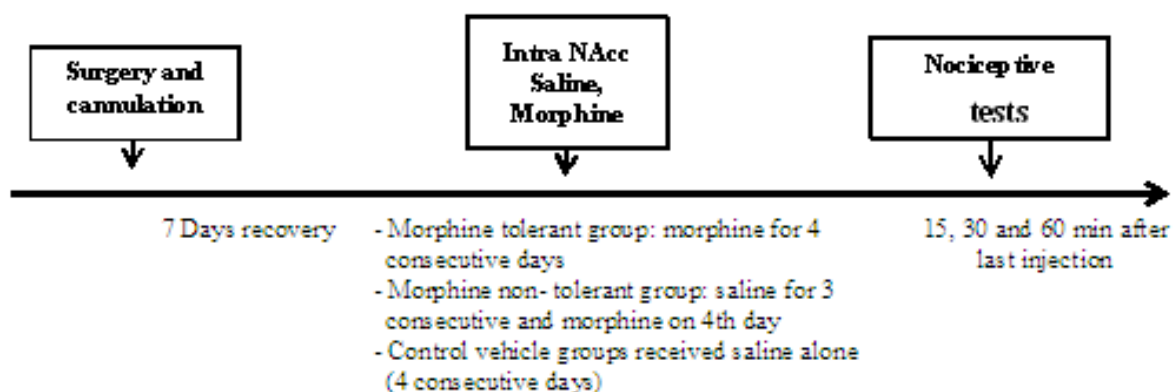 Surgery and
cannulation
Intra NAcc
Saline,
Morphine
Nociceptive
tests
7 Days recovery
- Morphine tolerant group: morphine for 4
consecutive days
- Morphine non- tolerant group: saline for 3
consecutive and morphine on 4th day
- Control vehicle groups received saline alone
(4 consecutive days)
15, 30 and 60 min after
last injection